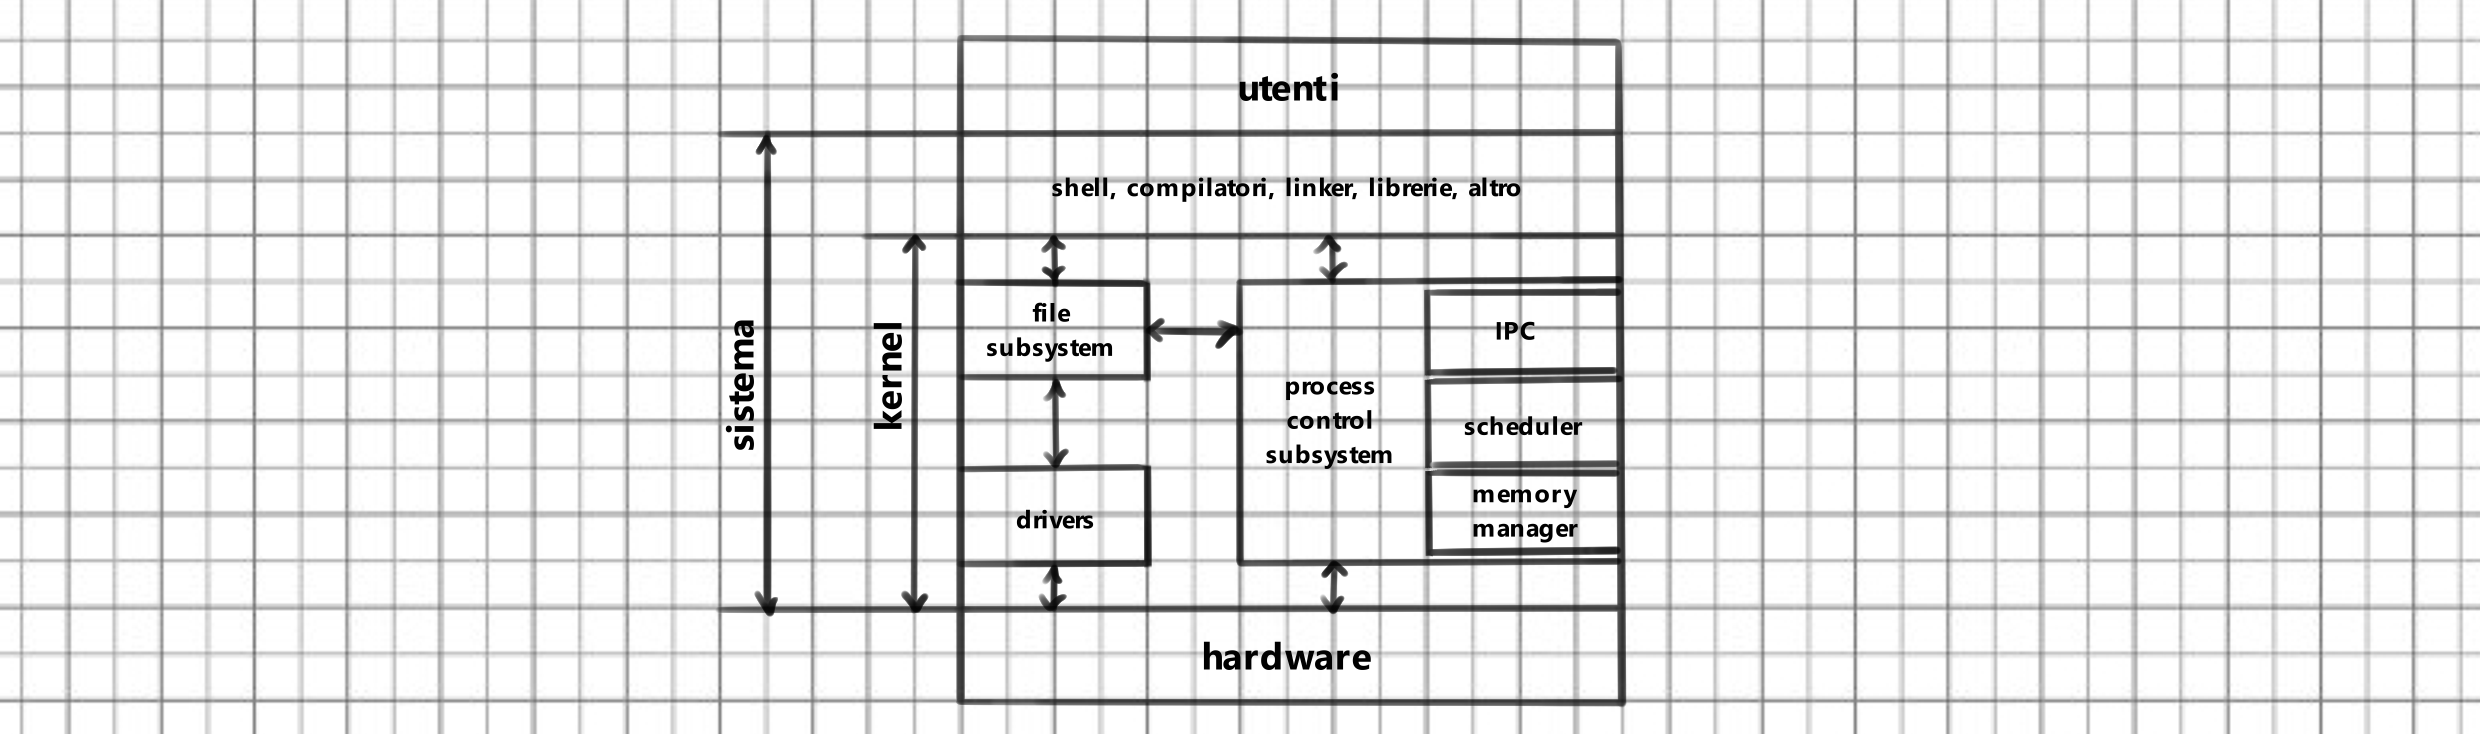 utenti
shell, compilatori, linker, librerie, altro
sistema
kernel
file
subsystem
process
control
subsystem
IPC
scheduler
memory
manager
drivers
hardware